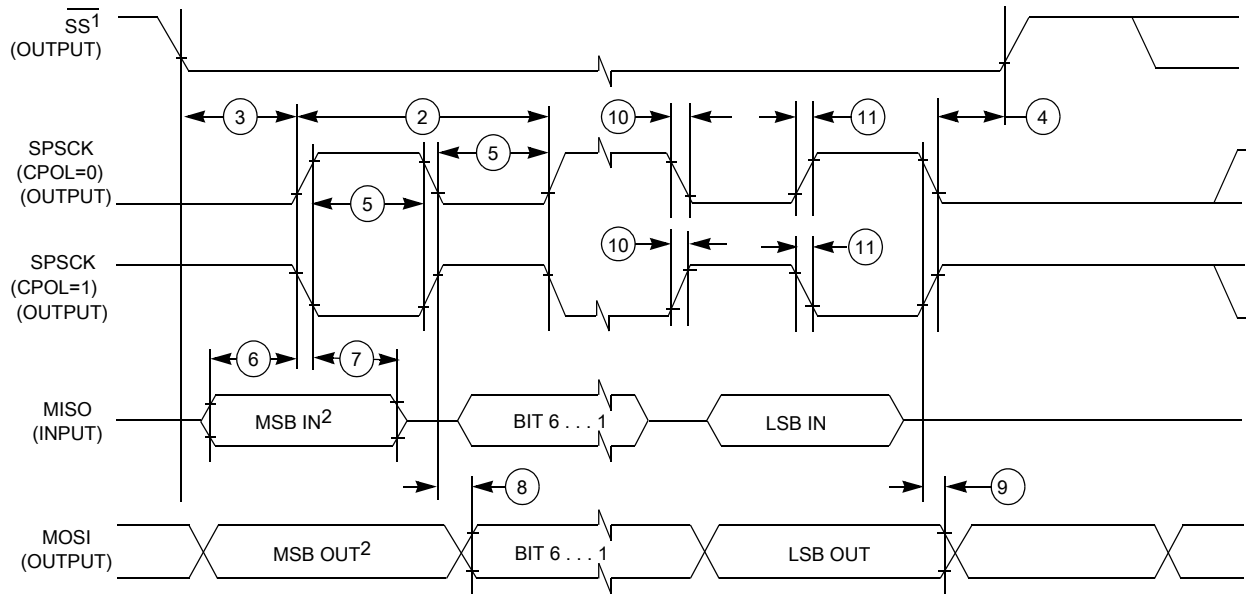 SS¹
(OUTPUT)
3
2
10
11
4
SPSCK
(CPOL=0)
(OUTPUT)
5
5
10
11
SPSCK
(CPOL=1)
(OUTPUT)
6
7
MISO
(INPUT)
MSB IN²
BIT 6 . . . 1
LSB IN
8
9
MOSI
(OUTPUT)
MSB OUT²
BIT 6 . . . 1
LSB OUT